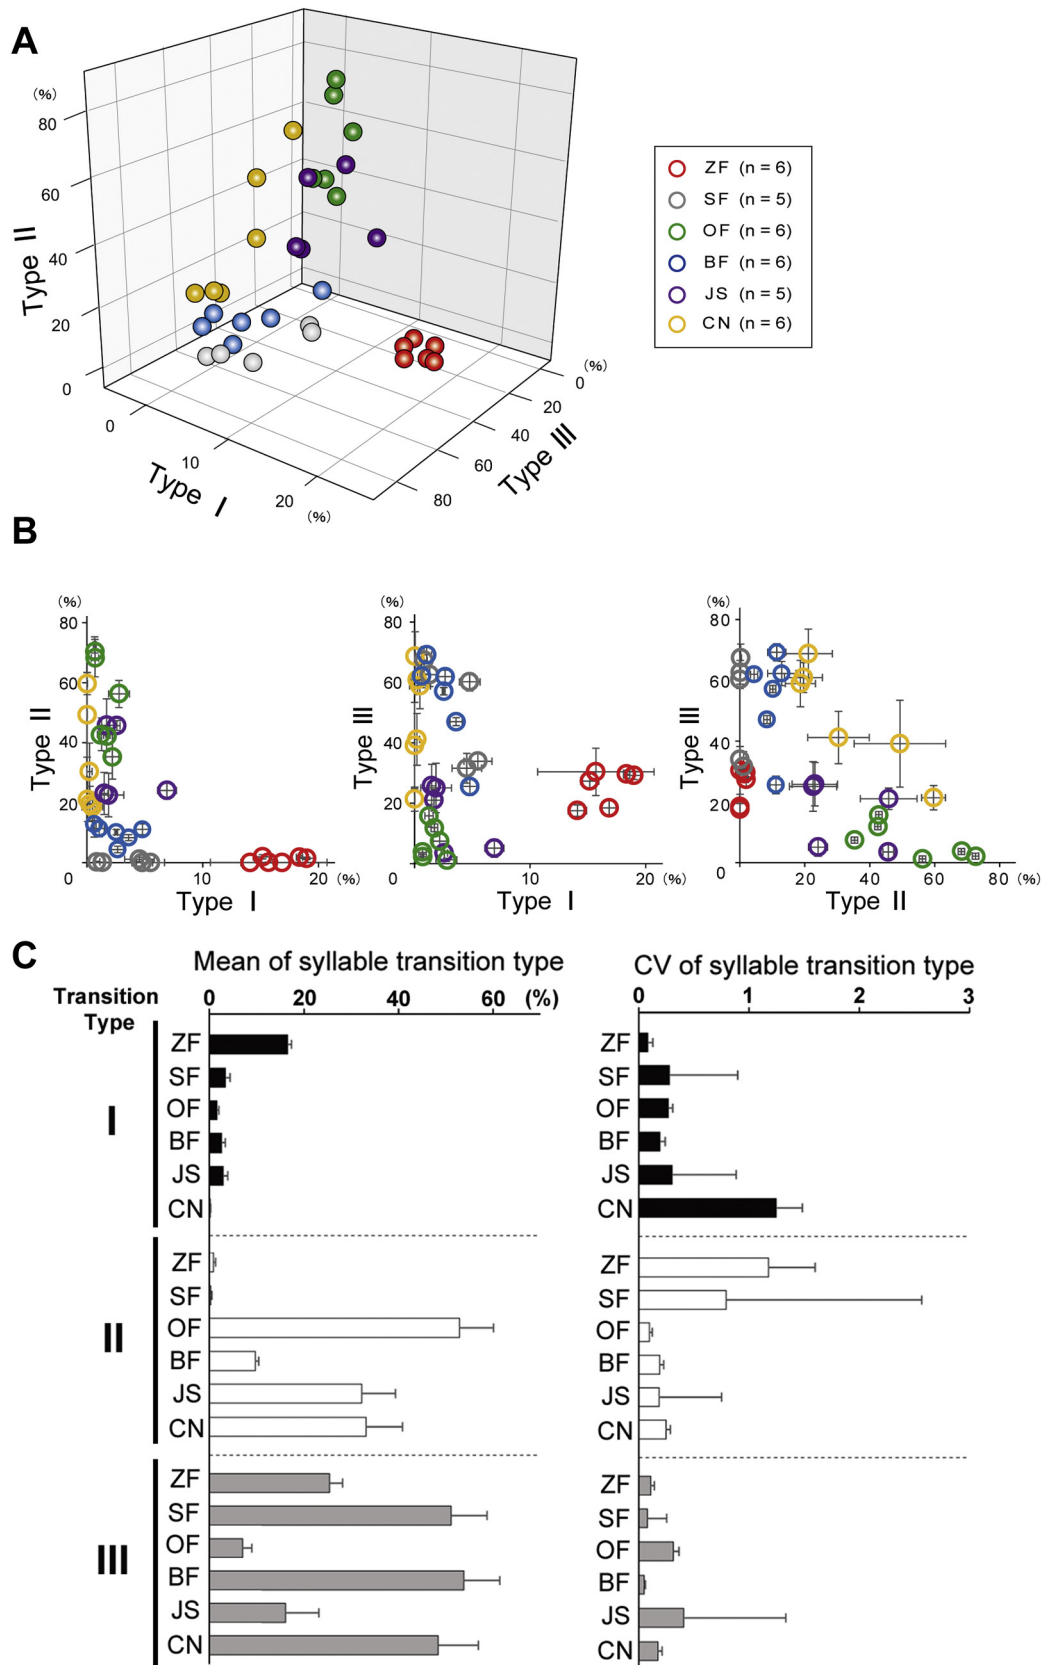 A
(%)
80
60
40
20
0
Type II
0
10
20
(%)
Type I
(%)
0
20
40
60
80
Type III
ZF (n = 6)
SF (n = 5)
OF (n = 6)
BF (n = 6)
JS (n = 5)
CN (n = 6)
B
(%)
80
60
40
20
0
Type II
10
20
(%)
Type I
(%)
80
60
40
20
0
Type III
10
20
(%)
Type I
(%)
80
60
40
20
0
Type III
20
40
60
80
(%)
Type II
C
Mean of syllable transition type
CV of syllable transition type
Transition
Type
0 20 40 60 (%)
0 1 2 3
I
ZF
SF
OF
BF
JS
CN
ZF
SF
OF
BF
JS
CN
II
ZF
SF
OF
BF
JS
CN
ZF
SF
OF
BF
JS
CN
III
ZF
SF
OF
BF
JS
CN
ZF
SF
OF
BF
JS
CN